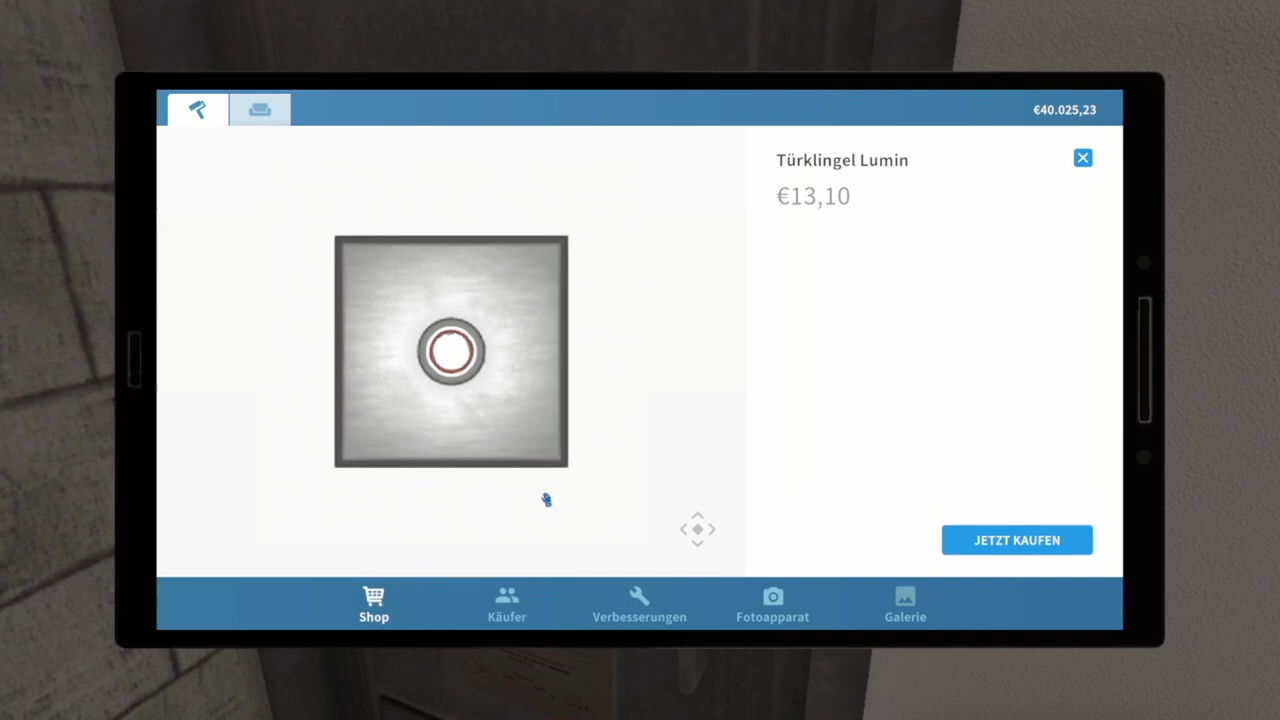 €40.025,23
Türklingel Lumin
€13,10
JETZT KAUFEN
Shop
Käufer
Verbesserungen
Fotoapparat
Galerie